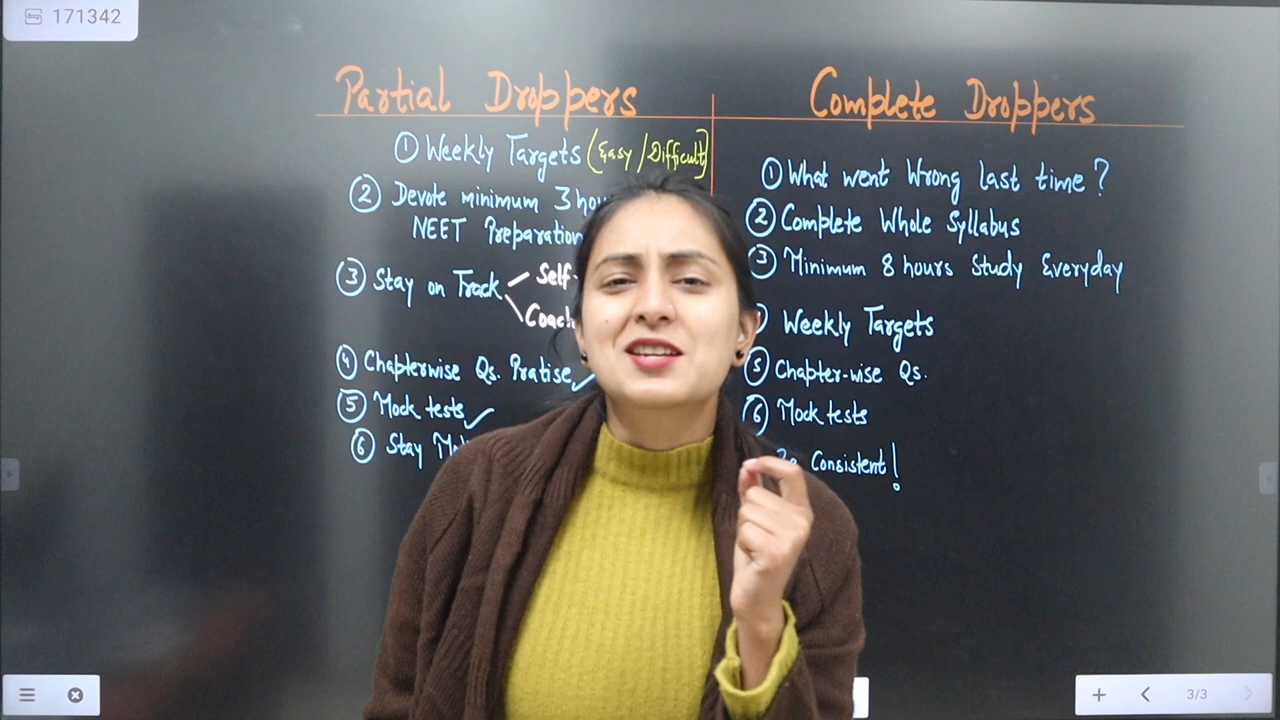 171342
Partial Droppers
① Weekly Targets (Easy / Difficult)
② Devote minimum 3
NEET Preparation
③ Stay on Track
Self-
④ Chapterwise Qs. Pratise
⑤ Mock tests
⑥ Stay
Complete Droppers
① What went Wrong last time?
② Complete Whole Syllabus
③ Minimum 8 hours Study Everyday
Weekly Targets
⑤ Chapter-wise Qs.
⑥ Mock tests
Consistent!
3/3